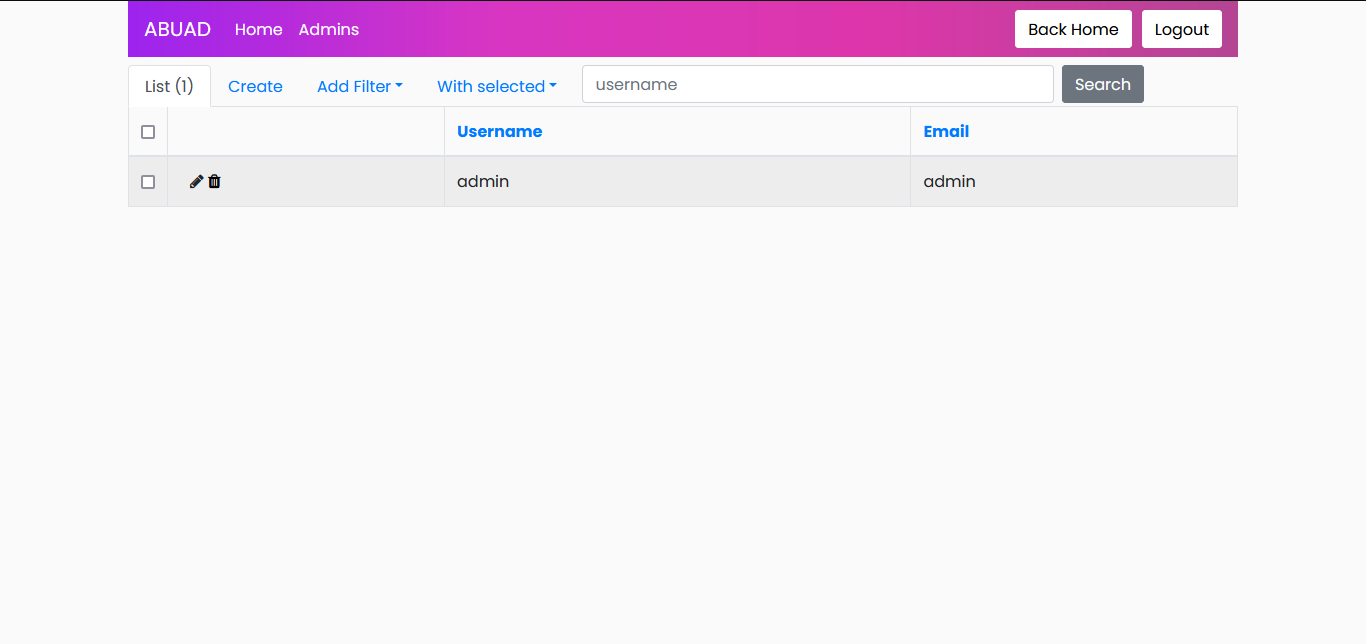 ABUAD Home Admins Back Home Logout
List (1) Create Add Filter With selected username Search
Username Email
admin admin